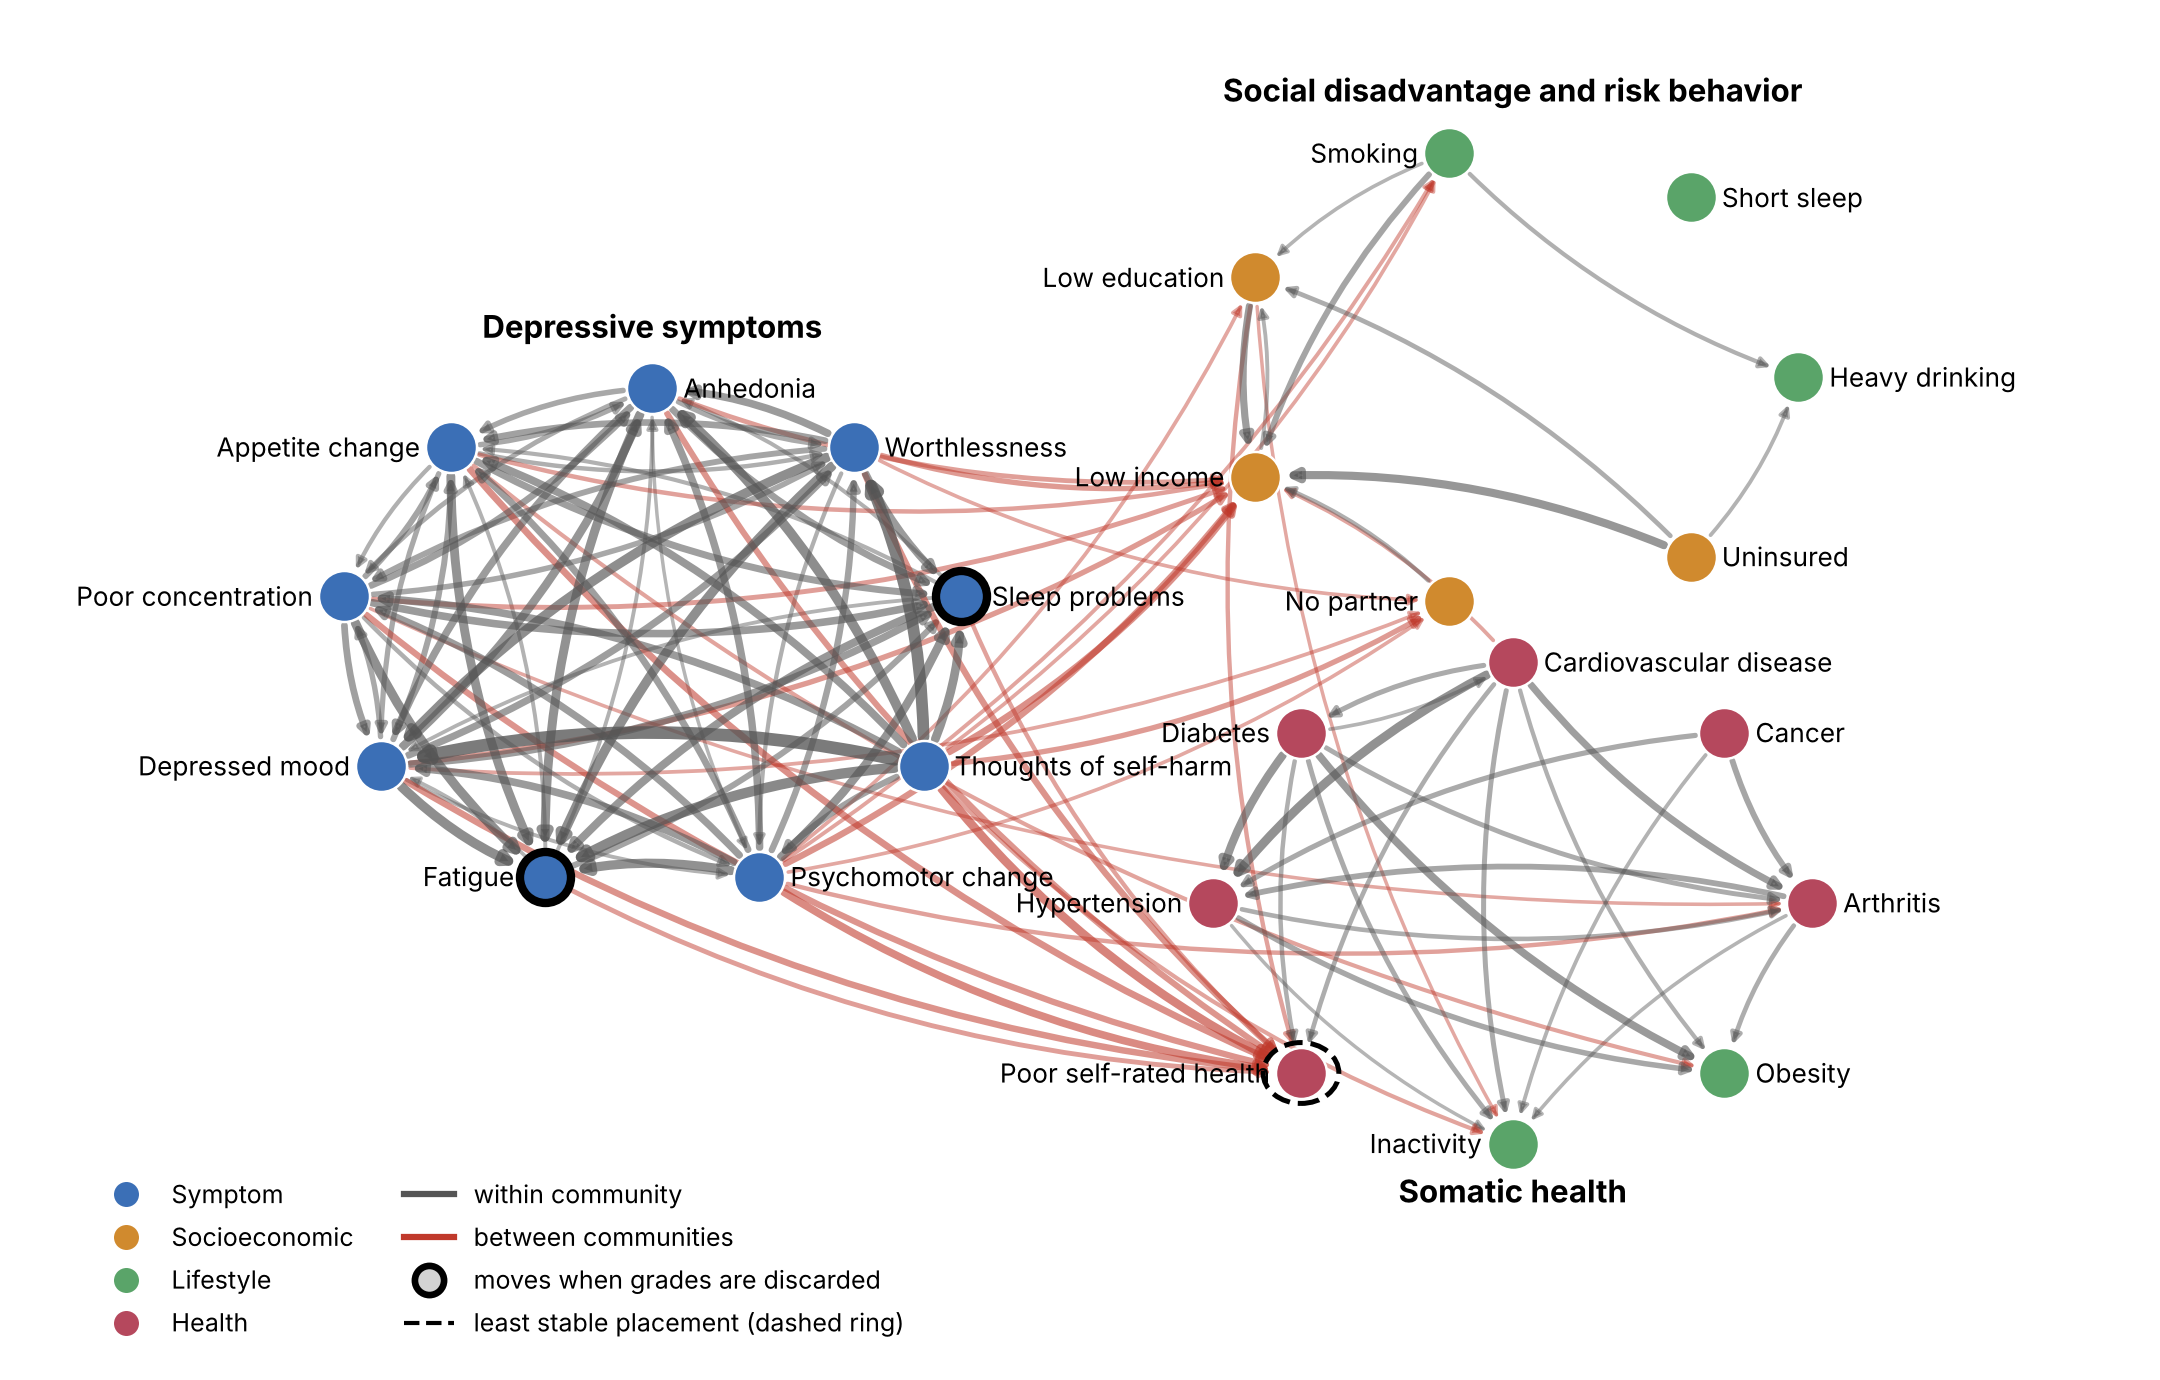 Social disadvantage and risk behavior
Smoking
Short sleep
Low education
Depressive symptoms
Heavy drinking
Anhedonia
Appetite change
Worthlessness
Low income
Uninsured
Poor concentration
Sleep problems
No partner
Cardiovascular disease
Diabetes
Cancer
Depressed mood
Thoughts of self-harm
Fatigue
Psychomotor change
Hypertension
Arthritis
Poor self-rated health
Obesity
Inactivity
Somatic health
Symptom
within community
Socioeconomic
between communities
Lifestyle
moves when grades are discarded
Health
least stable placement (dashed ring)